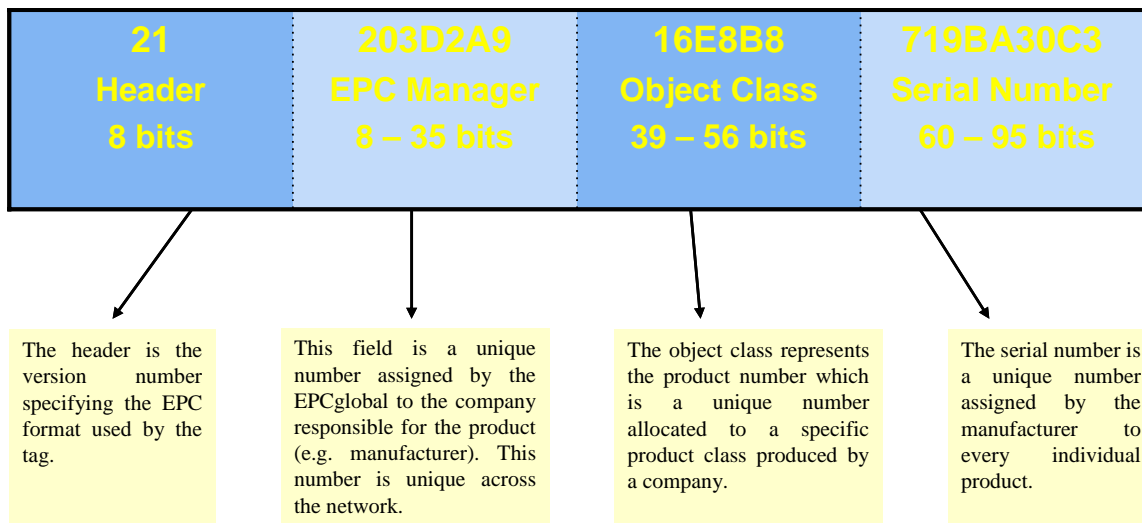 21
Header
8 bits
203D2A9
EPC Manager
8 – 35 bits
16E8B8
Object Class
39 – 56 bits
719BA30C3
Serial Number
60 – 95 bits
The header is the
version number
specifying the EPC
format used by the
tag.
This field is a unique
number assigned by the
EPCglobal to the company
responsible for the product
(e.g. manufacturer). This
number is unique across
the network.
The object class represents
the product number which
is a unique number
allocated to a specific
product class produced by
a company.
The serial number is
a unique number
assigned by the
manufacturer to
every individual
product.